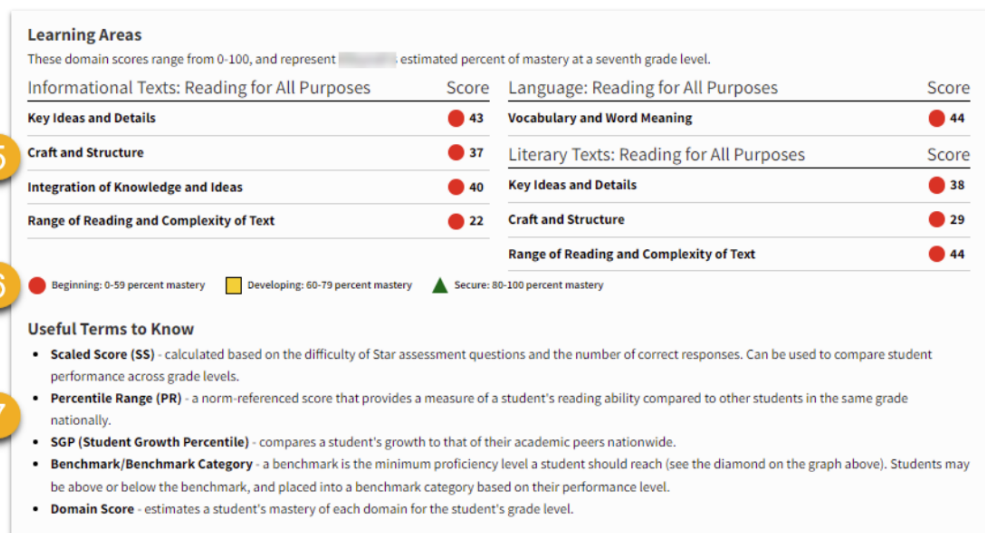 Learning Areas
These domain scores range from 0-100, and represent estimated percent of mastery at a seventh grade level.
Informational Texts: Reading for All Purposes Score
Key Ideas and Details 43
Craft and Structure 37
Integration of Knowledge and Ideas 40
Range of Reading and Complexity of Text 22
Language: Reading for All Purposes Score
Vocabulary and Word Meaning 44
Literary Texts: Reading for All Purposes Score
Key Ideas and Details 38
Craft and Structure 29
Range of Reading and Complexity of Text 44
5
6
Beginning: 0-59 percent mastery Developing: 60-79 percent mastery Secure: 80-100 percent mastery
Useful Terms to Know
• Scaled Score (SS) - calculated based on the difficulty of Star assessment questions and the number of correct responses. Can be used to compare student
performance across grade levels.
• Percentile Range (PR) - a norm-referenced score that provides a measure of a student's reading ability compared to other students in the same grade
nationally.
7
• SGP (Student Growth Percentile) - compares a student's growth to that of their academic peers nationwide.
• Benchmark/Benchmark Category - a benchmark is the minimum proficiency level a student should reach (see the diamond on the graph above). Students may
be above or below the benchmark, and placed into a benchmark category based on their performance level.
• Domain Score - estimates a student's mastery of each domain for the student's grade level.